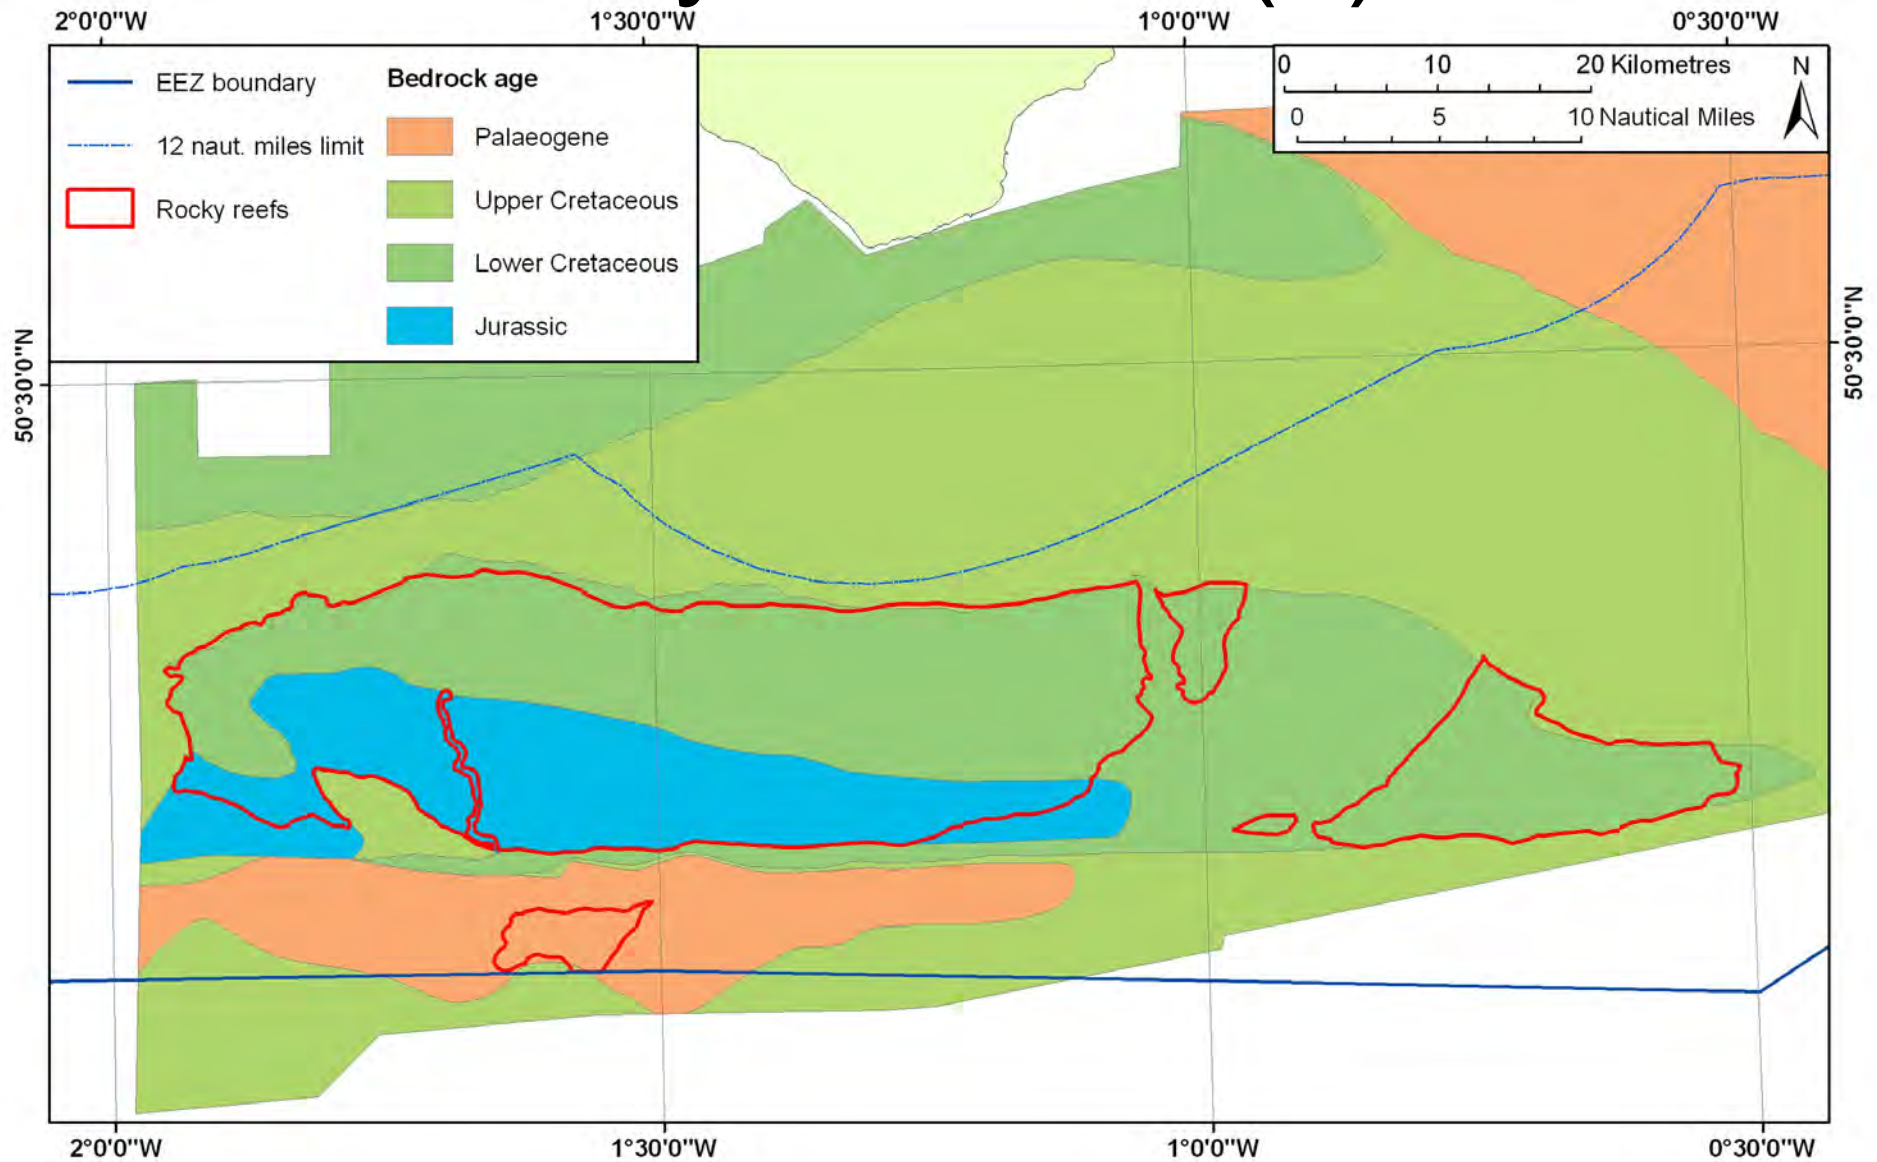 2°0'0"W 1°30'0"W 1°0'0"W 0°30'0"W
EEZ boundary
12 naut. miles limit
Rocky reefs
Bedrock age
Palaeogene
Upper Cretaceous
Lower Cretaceous
Jurassic
0 10 20 Kilometres
0 5 10 Nautical Miles
N
50°30'0"N
50°30'0"N
2°0'0"W 1°30'0"W 1°0'0"W 0°30'0"W